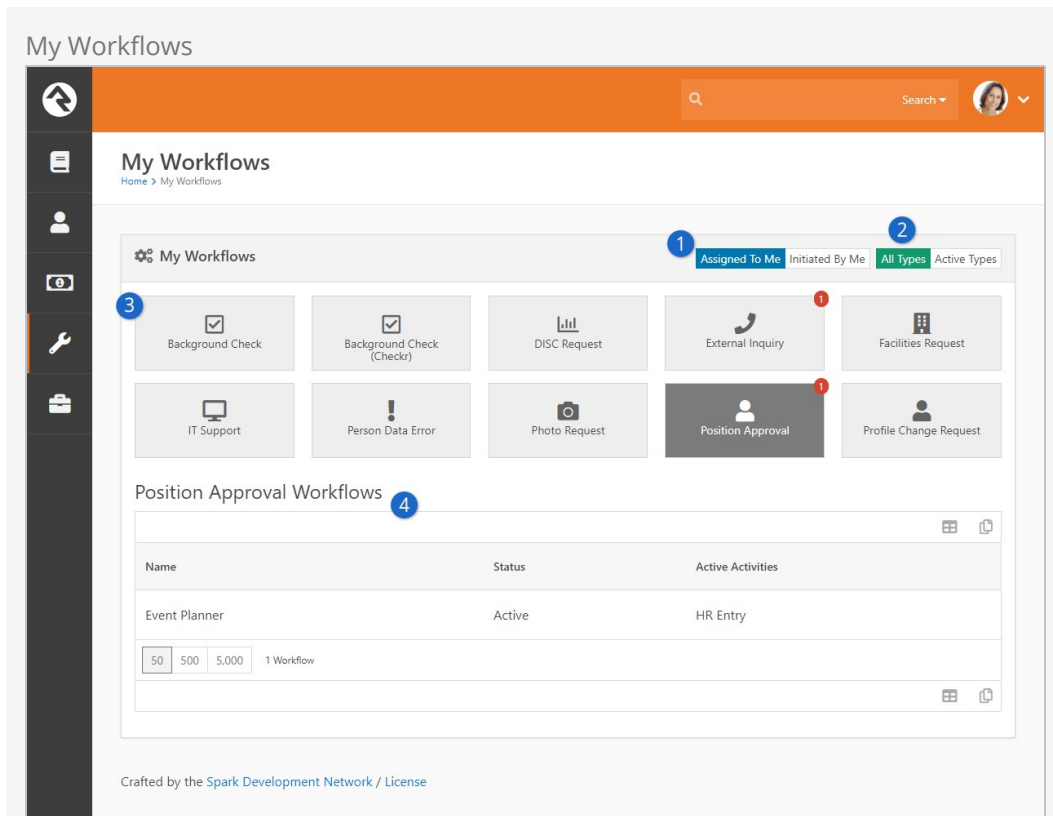 My Workflows
Search
My Workflows
Home > My Workflows
1
2
My Workflows
Assigned To Me Initiated By Me All Types Active Types
3
1
Background Check
Background Check
(Checkr)
DISC Request
External Inquiry
Facilities Request
1
IT Support
Person Data Error
Photo Request
Position Approval
Profile Change Request
Position Approval Workflows
4
Name Status Active Activities
Event Planner Active HR Entry
50 500 5.000 1 Workflow
Crafted by the Spark Development Network / License